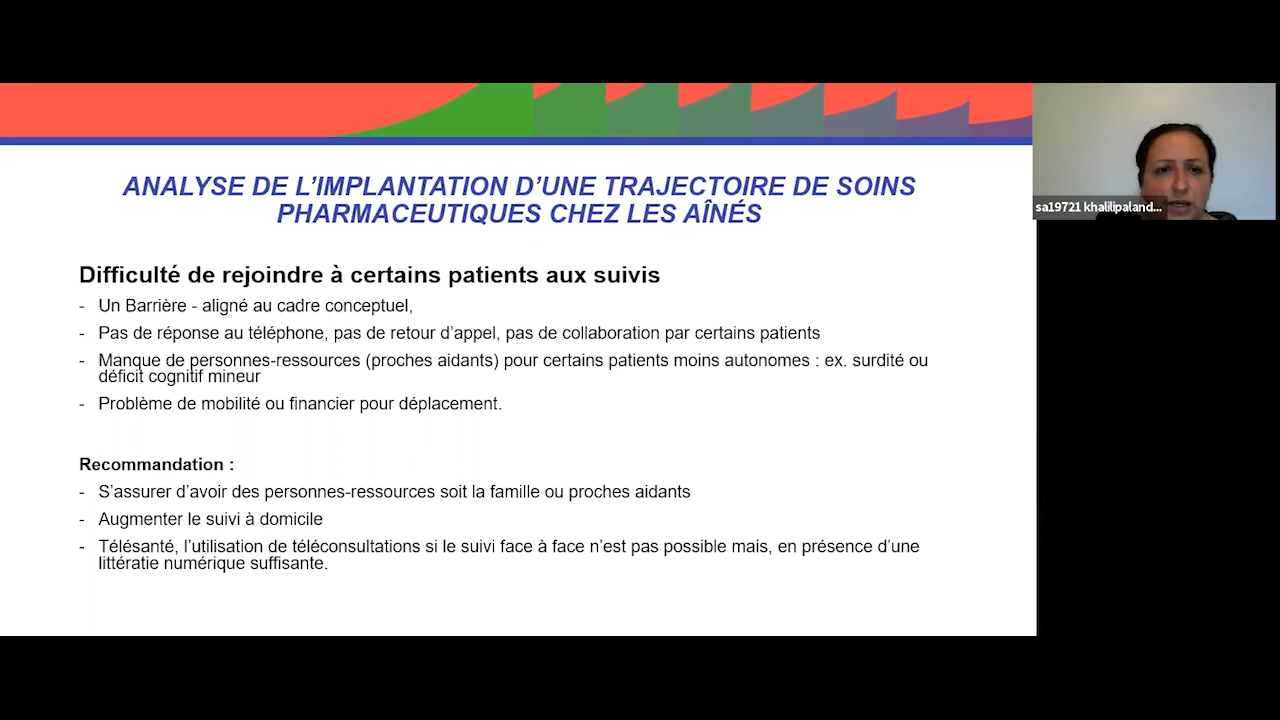 ANALYSE DE L'IMPLANTATION D'UNE TRAJECTOIRE DE SOINS
PHARMACEUTIQUES CHEZ LES AÎNÉS
sa19721 khalilipaland...
Difficulté de rejoindre à certains patients aux suivis
- Un Barrière - aligné au cadre conceptuel,
- Pas de réponse au téléphone, pas de retour d'appel, pas de collaboration par certains patients
- Manque de personnes-ressources (proches aidants) pour certains patients moins autonomes : ex. surdité ou
déficit cognitif mineur
- Problème de mobilité ou financier pour déplacement.
Recommandation :
- S'assurer d'avoir des personnes-ressources soit la famille ou proches aidants
- Augmenter le suivi à domicile
- Télésanté, l'utilisation de téléconsultations si le suivi face à face n'est pas possible mais, en présence d'une
littératie numérique suffisante.